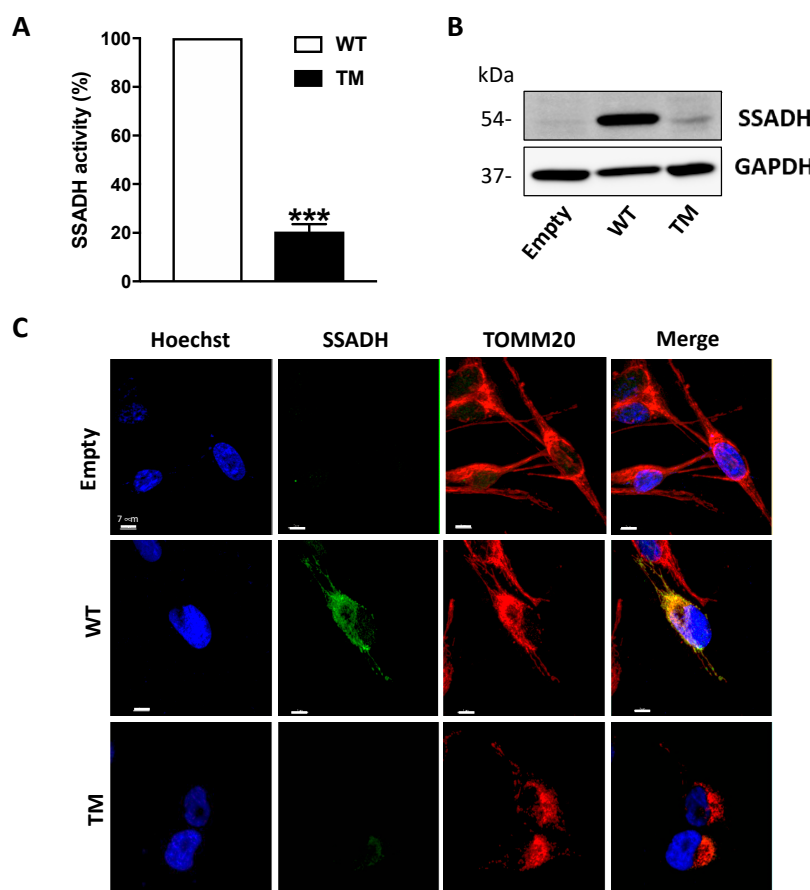 A
SSADH activity (%)
100
80
60
40
20
0
WT
TM
***
B
kDa
54-
37-
SSADH
GAPDH
Empty
WT
TM
C
Hoechst
SSADH
TOMM20
Merge
Empty
7 ∝m
WT
TM